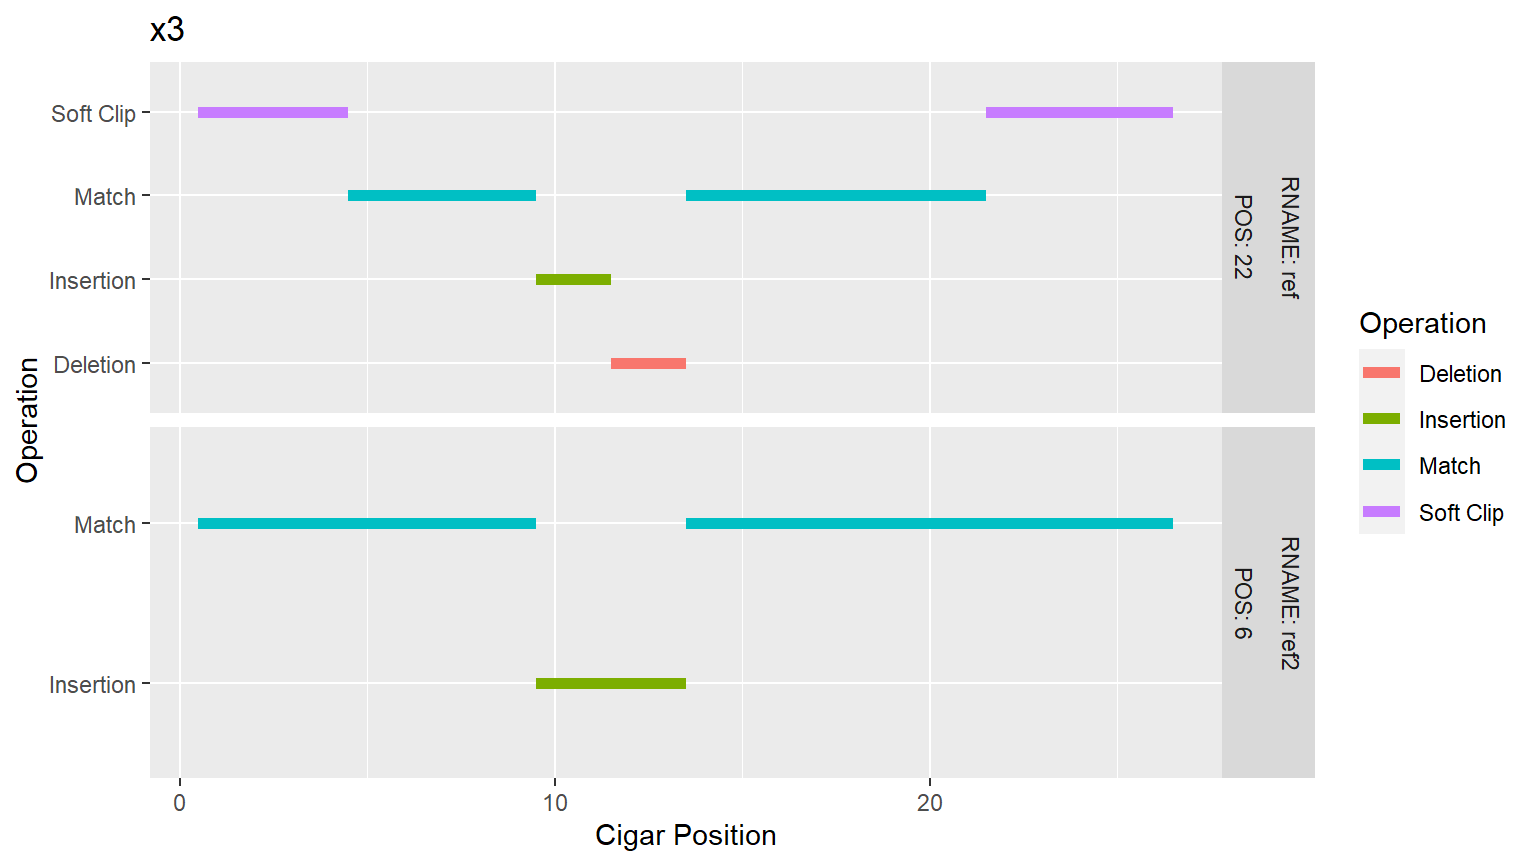 x3
Operation
Soft Clip
Match
Insertion
Deletion
RNAME: ref
POS: 22
Match
Insertion
RNAME: ref2
POS: 6
0
10
20
Cigar Position
Operation
Deletion
Insertion
Match
Soft Clip